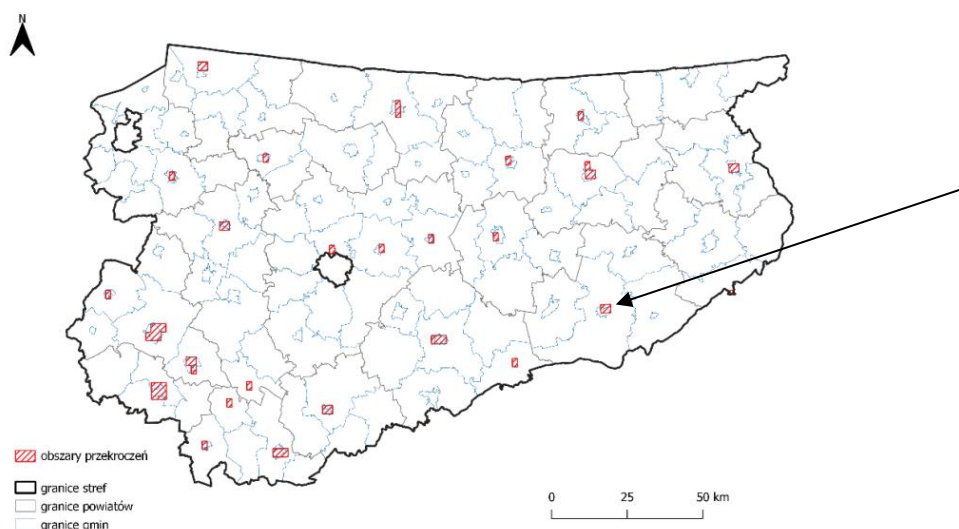 N
obszary przekroczeń
granice stref
granice powiatów
granice gmin
0 25 50 km